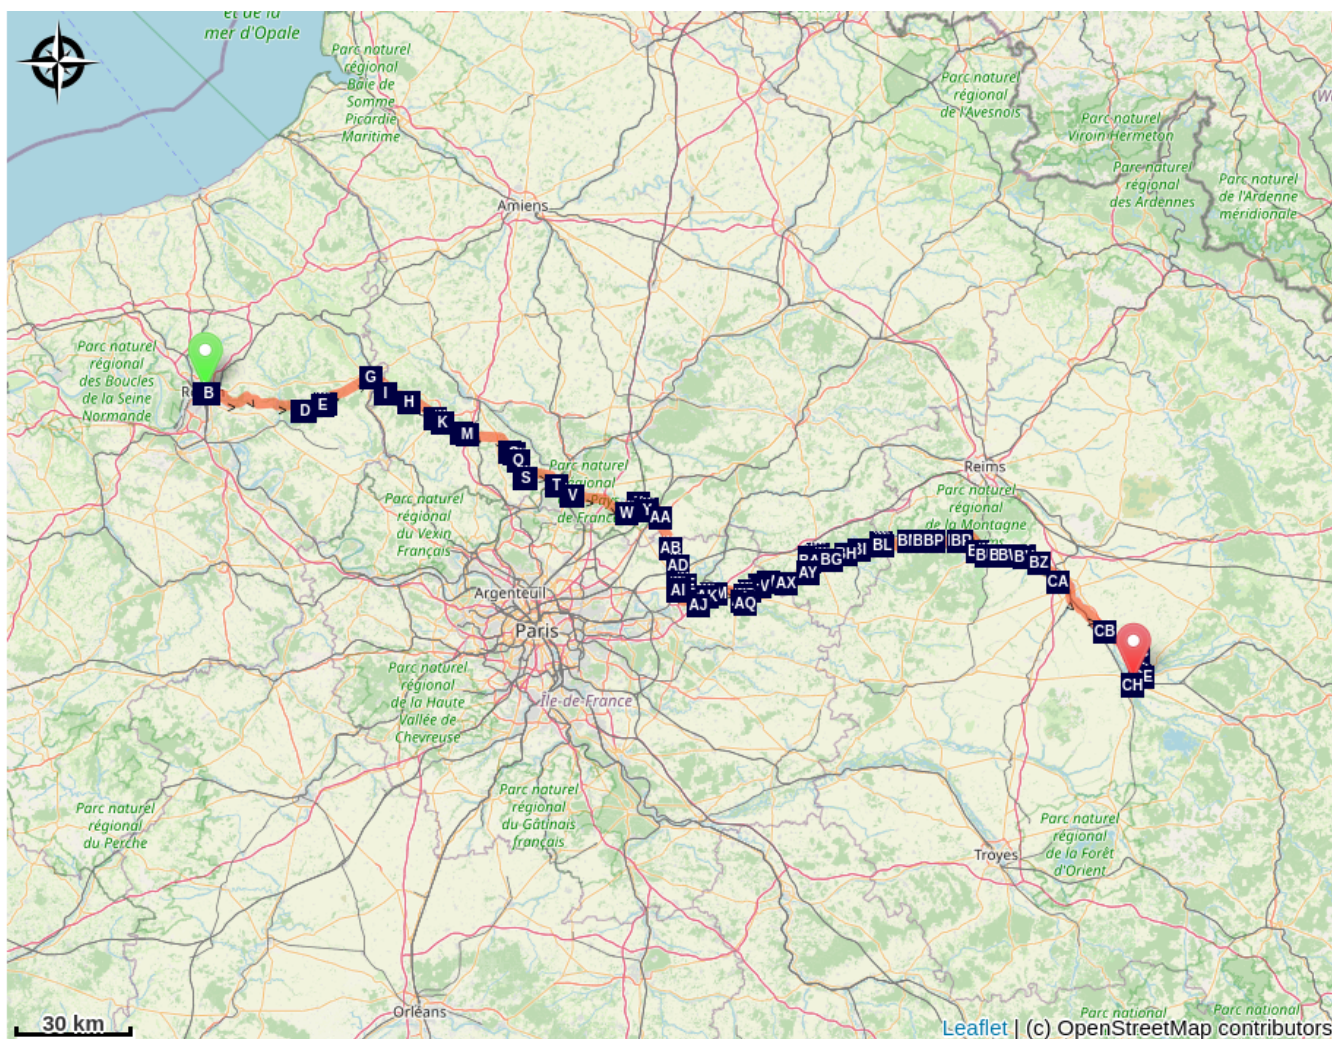 et de la
mer d'Opale
Parc naturel
régional
Baie de
Somme
Picardie
Maritime
Parc naturel
régional
de l'Avesnois
Parc naturel
Viroin Hermeton
Parc naturel
régional
des Ardennes
Parc naturel
de l'Ardenne
méridionale
Amiens
Parc naturel
régional
des Boucles
de la Seine
Normande
B
D
E
G
I
H
K
M
Q
S
T
V
W
Y
AA
AB
AD
AI
AJ
AQ
AX
AY
BG
BL
BZ
CA
CB
CH
Parc naturel
régional
de France
Parc naturel
régional
du Vexin
Français
Reims
Parc naturel
régional
de la Montagne
Argenteuil
Paris
Parc naturel
régional
de la Haute
Vallée de
Chevreuse
Île-de-France
Parc naturel
régional
du Gâtinais
français
Parc naturel
régional
du Perche
Troyes
Parc naturel
régional
de la Forêt
d'Orient
Orléans
Parc national
Parc national
30 km
Leaflet | (c) OpenStreetMap contributors